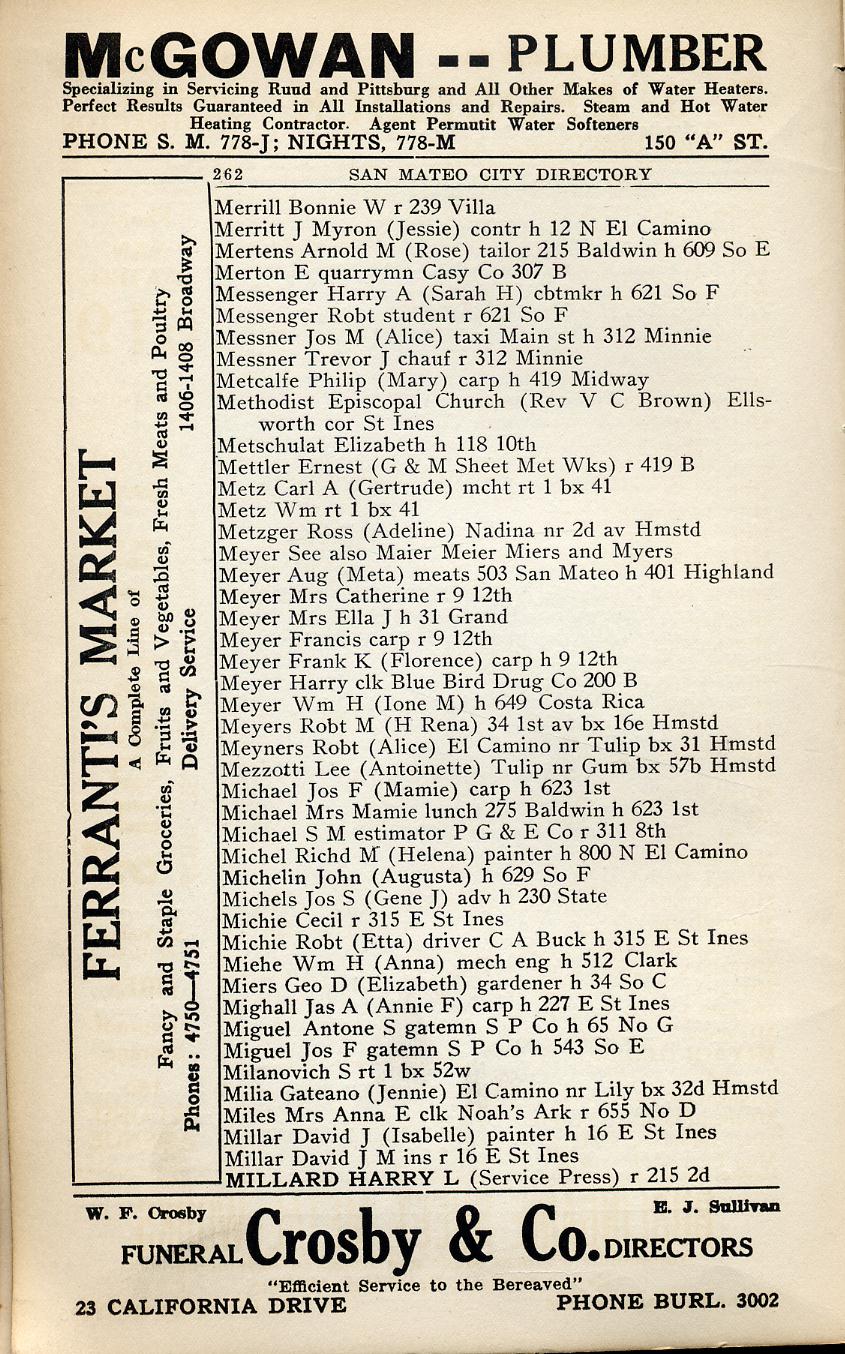 McGOWAN -- PLUMBER
Specializing in Servicing Ruud and Pittsburg and All Other Makes of Water Heaters.
Perfect Results Guaranteed in All Installations and Repairs. Steam and Hot Water
Heating Contractor. Agent Permutit Water Softeners
PHONE S. M. 778-J; NIGHTS, 778-M 150 "A" ST.
262 SAN MATEO CITY DIRECTORY
FERRANTI'S MARKET
A Complete Line of
Fancy and Staple Groceries, Fruits and Vegetables, Fresh Meats and Poultry
Phones: 4750—4751 Delivery Service 1406-1408 Broadway
Merrill Bonnie W r 239 Villa
Merritt J Myron (Jessie) contr h 12 N El Camino
Mertens Arnold M (Rose) tailor 215 Baldwin h 609 So E
Merton E quarrymn Casy Co 307 B
Messenger Harry A (Sarah H) cbtmkr h 621 So F
Messenger Robt student r 621 So F
Messner Jos M (Alice) taxi Main st h 312 Minnie
Messner Trevor J chauf r 312 Minnie
Metcalfe Philip (Mary) carp h 419 Midway
Methodist Episcopal Church (Rev V C Brown) Ells-
worth cor St Ines
Metschulat Elizabeth h 118 10th
Mettler Ernest (G & M Sheet Met Wks) r 419 B
Metz Carl A (Gertrude) mcht rt 1 bx 41
Metz Wm rt 1 bx 41
Metzger Ross (Adeline) Nadina nr 2d av Hmstd
Meyer See also Maier Meier Miers and Myers
Meyer Aug (Meta) meats 503 San Mateo h 401 Highland
Meyer Mrs Catherine r 9 12th
Meyer Mrs Ella J h 31 Grand
Meyer Francis carp r 9 12th
Meyer Frank K (Florence) carp h 9 12th
Meyer Harry clk Blue Bird Drug Co 200 B
Meyer Wm H (Ione M) h 649 Costa Rica
Meyers Robt M (H Rena) 34 1st av bx 16e Hmstd
Meyners Robt (Alice) El Camino nr Tulip bx 31 Hmstd
Mezzotti Lee (Antoinette) Tulip nr Gum bx 57b Hmstd
Michael Jos F (Mamie) carp h 623 1st
Michael Mrs Mamie lunch 275 Baldwin h 623 1st
Michael S M estimator P G & E Co r 311 8th
Michel Richd M (Helena) painter h 800 N El Camino
Michelin John (Augusta) h 629 So F
Michels Jos S (Gene J) adv h 230 State
Michie Cecil r 315 E St Ines
Michie Robt (Etta) driver C A Buck h 315 E St Ines
Miehe Wm H (Anna) mech eng h 512 Clark
Miers Geo D (Elizabeth) gardener h 34 So C
Mighall Jas A (Annie F) carp h 227 E St Ines
Miguel Antone S gatemn S P Co h 65 No G
Miguel Jos F gatemn S P Co h 543 So E
Milanovich S rt 1 bx 52w
Milia Gateano (Jennie) El Camino nr Lily bx 32d Hmstd
Miles Mrs Anna E clk Noah's Ark r 655 No D
Millar David J (Isabelle) painter h 16 E St Ines
Millar David J M ins r 16 E St Ines
MILLARD HARRY L (Service Press) r 215 2d
W. F. Crosby E. J. Sullivan
FUNERAL Crosby & Co. DIRECTORS
"Efficient Service to the Bereaved"
23 CALIFORNIA DRIVE PHONE BURL. 3002